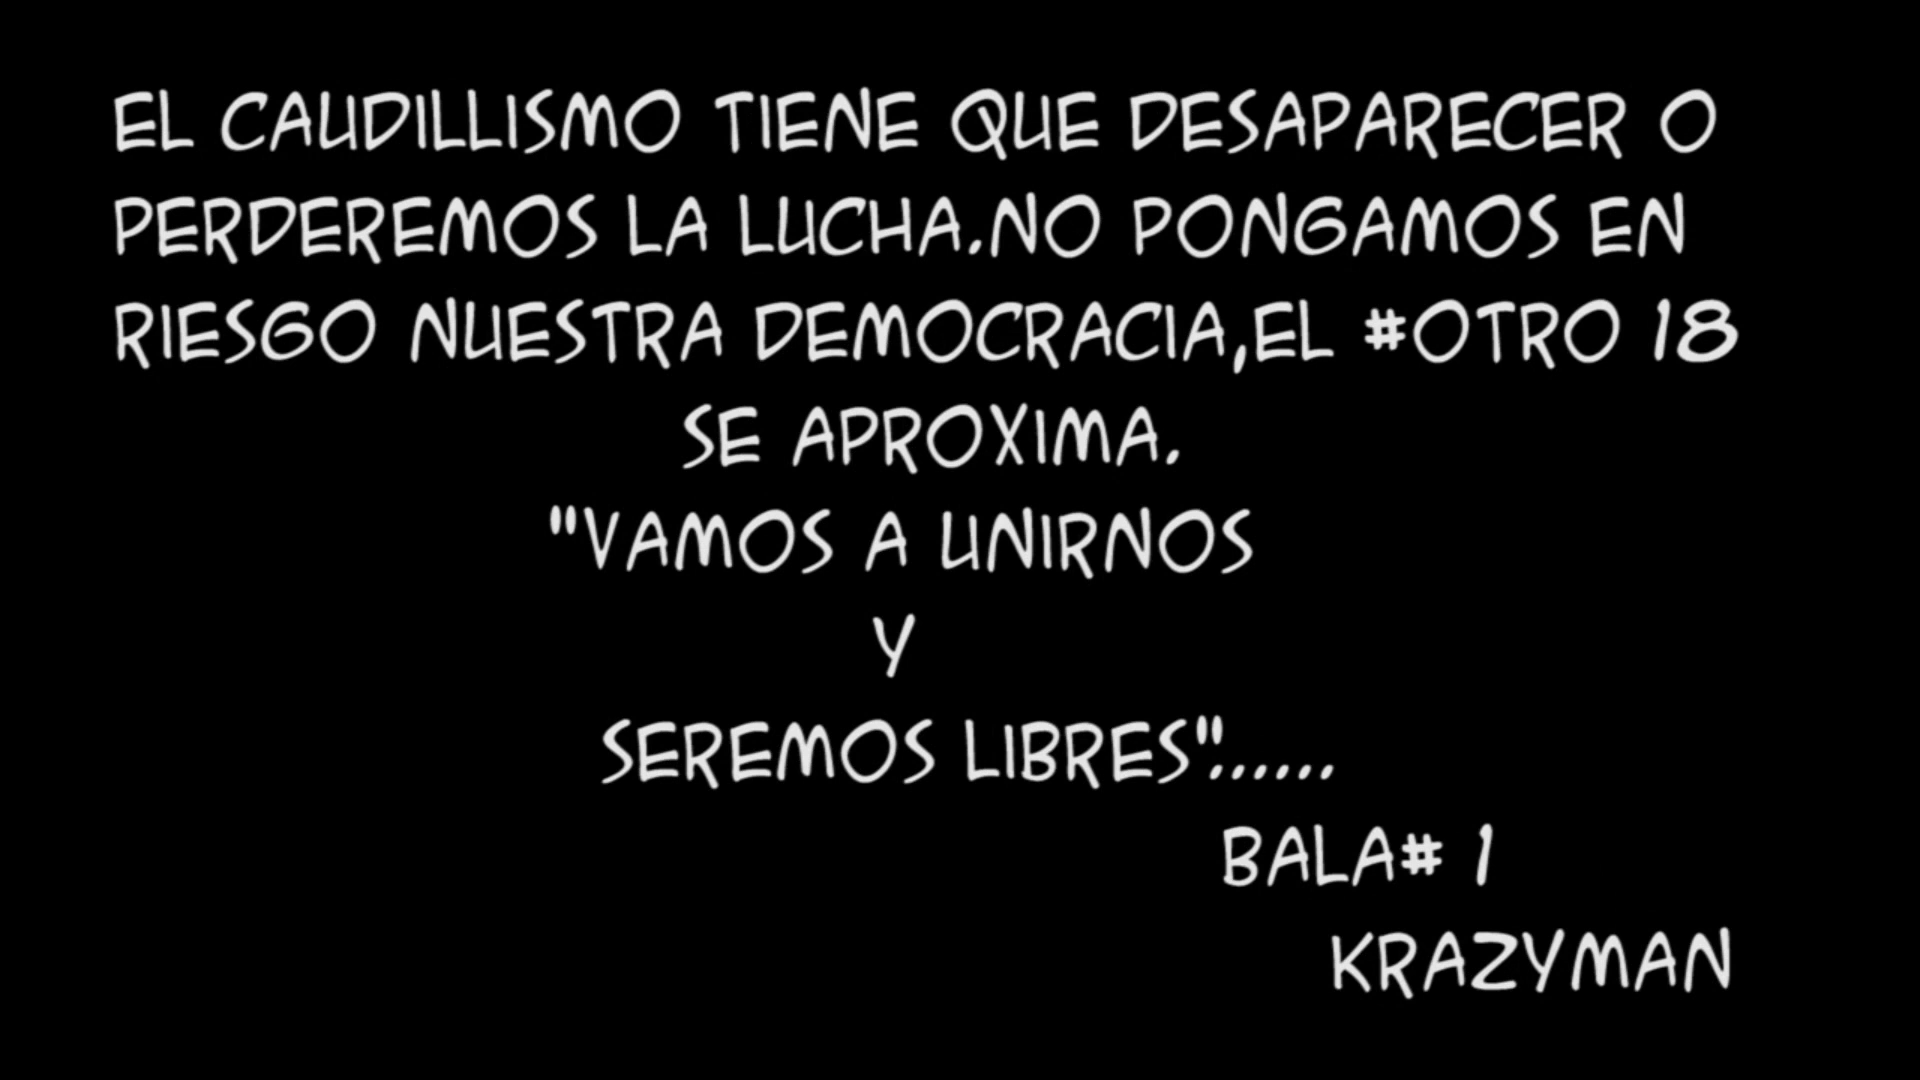 EL CAUDILLISMO TIENE QUE DESAPARECER O
PERDEREMOS LA LUCHA.NO PONGAMOS EN
RIESGO NUESTRA DEMOCRACIA,EL #OTRO 18
SE APROXIMA.
"VAMOS A UNIRNOS
Y
SEREMOS LIBRES"......
BALA# 1
KRAZYMAN